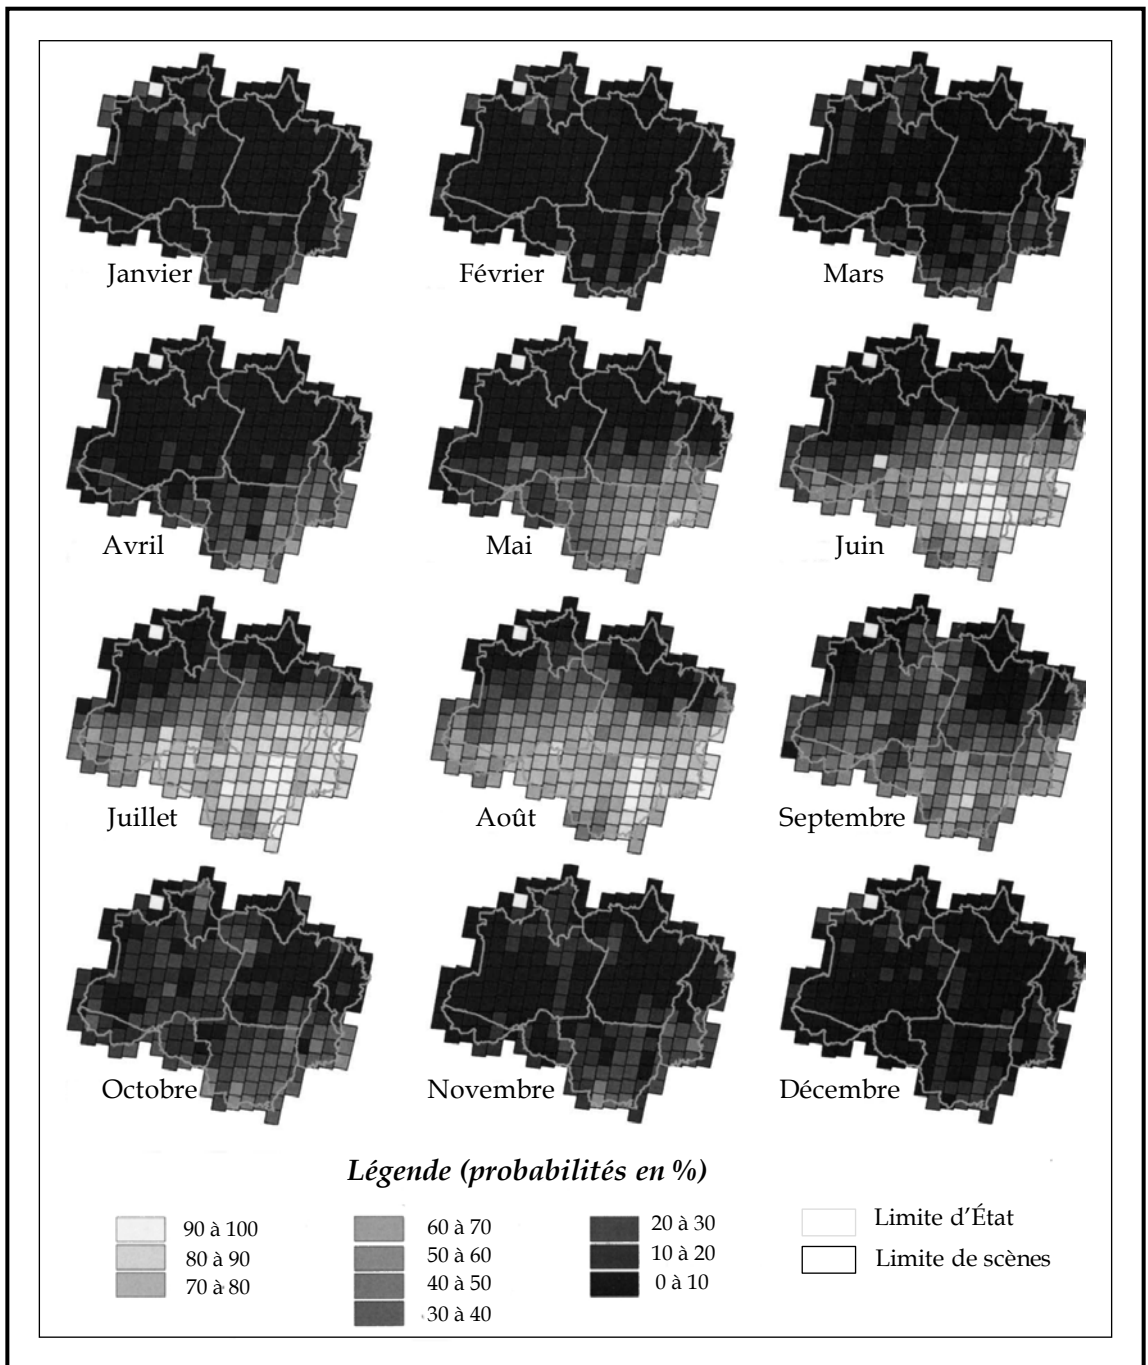 Janvier
Février
Mars
Avril
Mai
Juin
Juillet
Août
Septembre
Octobre
Novembre
Décembre
Légende (probabilités en %)
90 à 100
80 à 90
70 à 80
60 à 70
50 à 60
40 à 50
30 à 40
20 à 30
10 à 20
0 à 10
Limite d'État
Limite de scènes